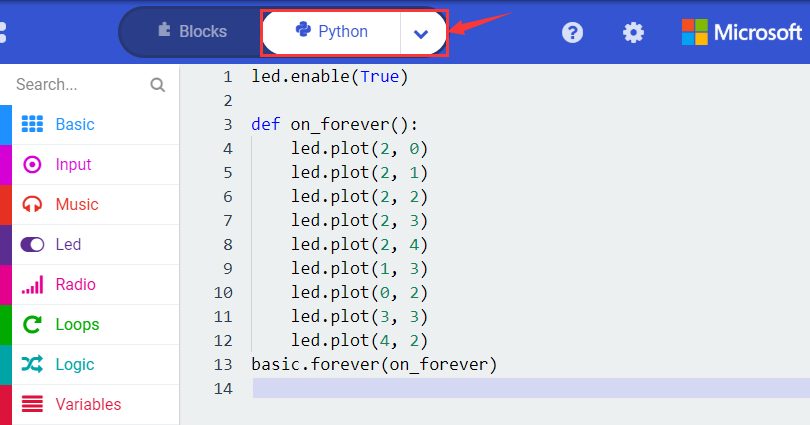 Blocks
Python
Microsoft
Search...
Basic
Input
Music
Led
Radio
Loops
Logic
Variables
1 led.enable(True)
2
3 def on_forever():
4     led.plot(2, 0)
5     led.plot(2, 1)
6     led.plot(2, 2)
7     led.plot(2, 3)
8     led.plot(2, 4)
9     led.plot(1, 3)
10     led.plot(0, 2)
11     led.plot(3, 3)
12     led.plot(4, 2)
13 basic.forever(on_forever)
14